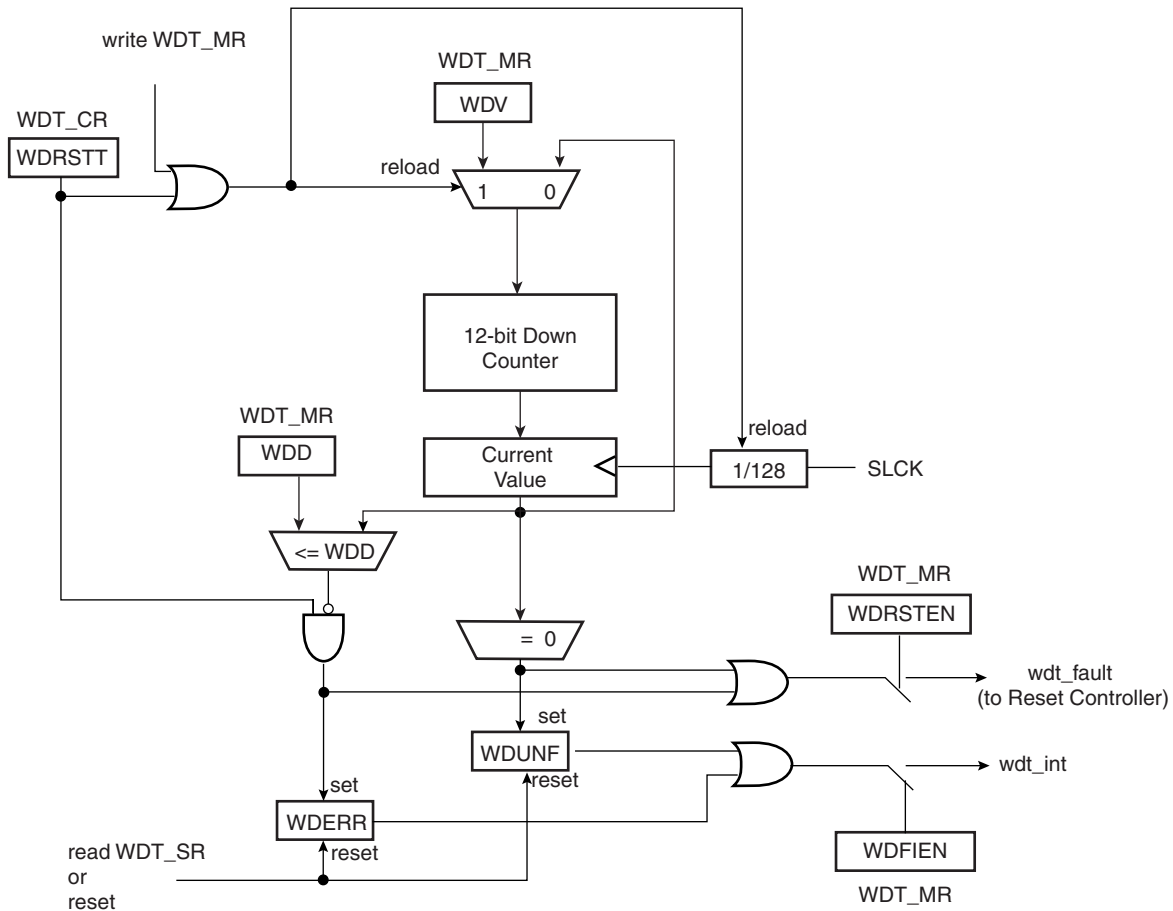 write WDT_MR
WDT_MR
WDV
WDT_CR
WDRSTT
reload
1 0
12-bit Down
Counter
WDT_MR
WDD
reload
Current
Value
1/128
SLCK
<= WDD
WDT_MR
WDRSTEN
= 0
wdt_fault
(to Reset Controller)
set
WDUNF
reset
wdt_int
set
WDERR
reset
WDFIEN
WDT_MR
read WDT_SR
or
reset